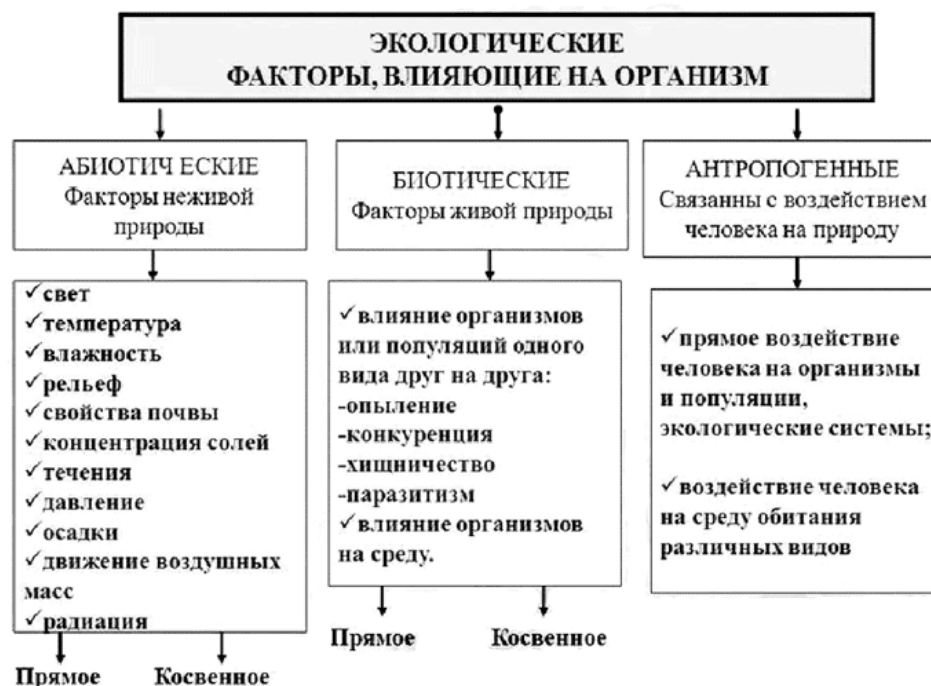 ЭКОЛОГИЧЕСКИЕ
ФАКТОРЫ, ВЛИЯЮЩИЕ НА ОРГАНИЗМ
АБИОТИЧ ЕСКИЕ
Факторы неживой
природы
✓свет
✓температура
✓влажность
✓рельеф
✓свойства почвы
✓концентрация солей
✓течения
✓давление
✓осадки
✓движение воздушных
масс
✓радиация
Прямое Косвенное
БИОТИЧЕСКИЕ
Факторы живой природы
✓влияние организмов
или популяций одного
вида друг на друга:
-опыление
-конкуренция
-хищничество
-паразитизм
✓влияние организмов
на среду.
Прямое Косвенное
АНТРОПОГЕННЫЕ
Связанны с воздействием
человека на природу
✓прямое воздействие
человека на организмы
и популяции,
экологические системы;
✓воздействие человека
на среду обитания
различных видов